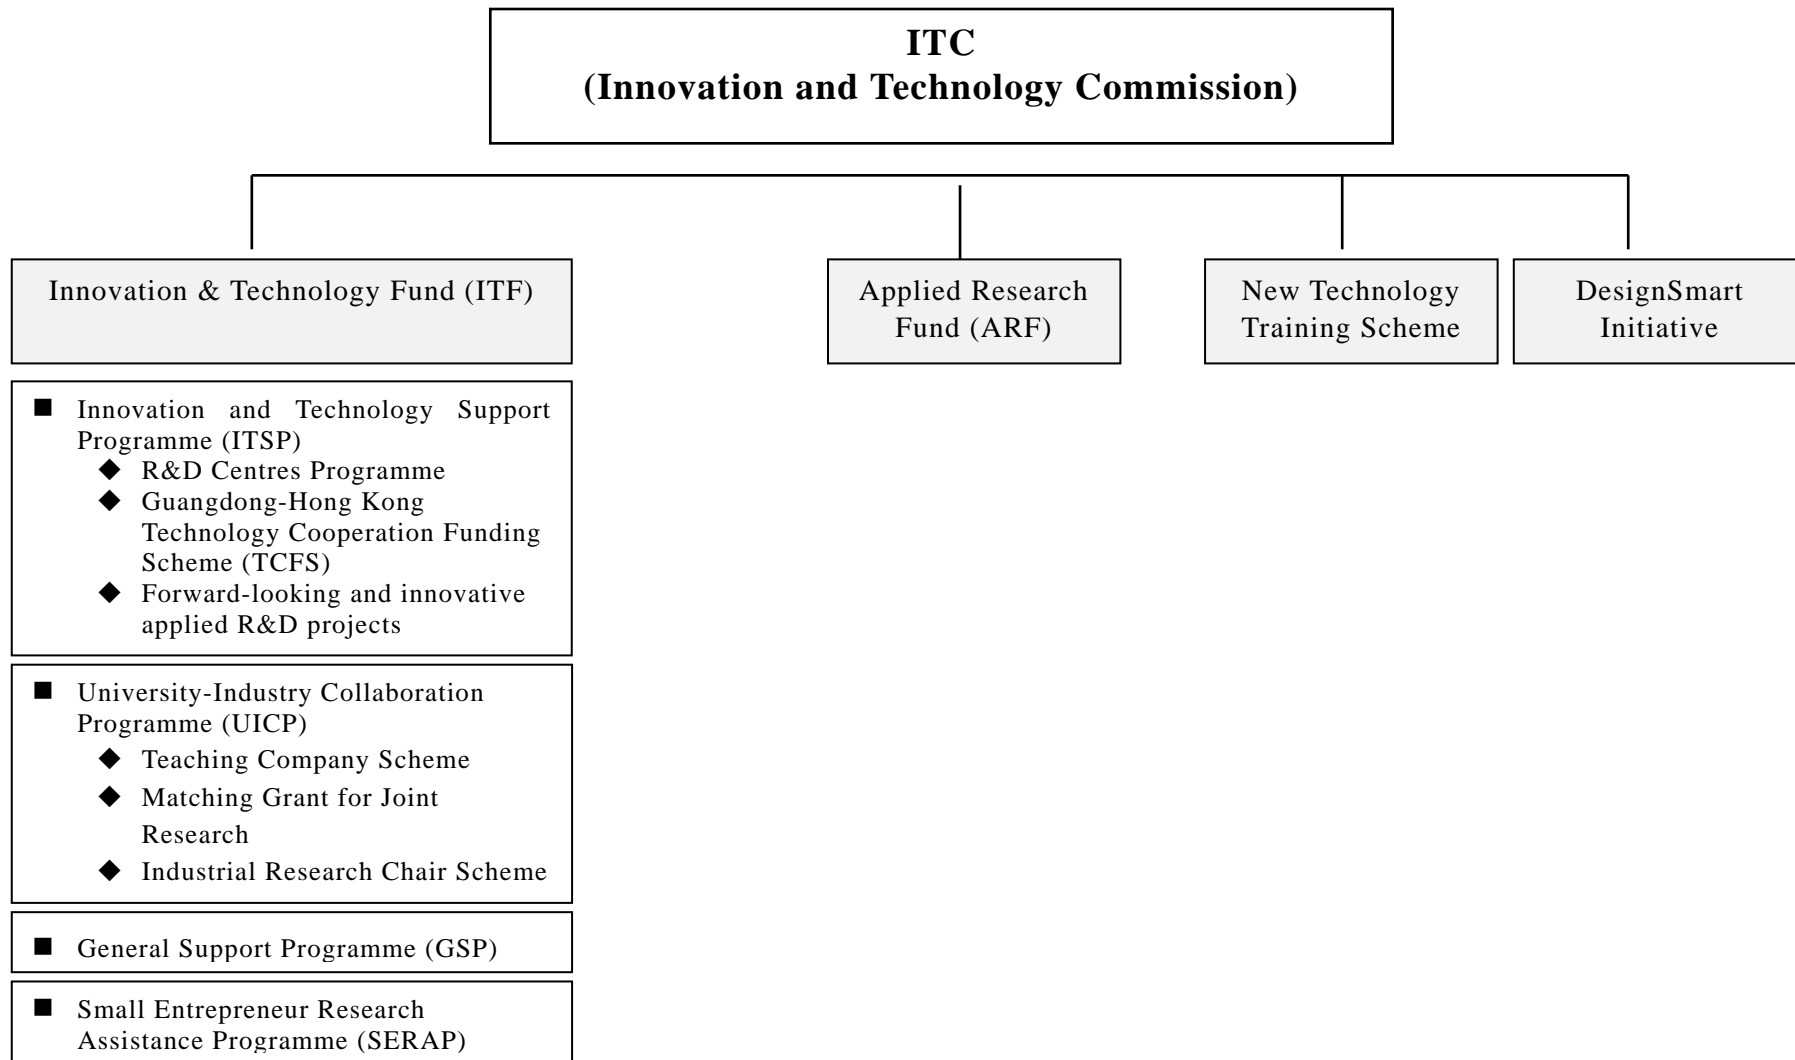 ITC
(Innovation and Technology Commission)
Innovation & Technology Fund (ITF)
Applied Research
Fund (ARF)
New Technology
Training Scheme
DesignSmart
Initiative
■ Innovation and Technology Support
Programme (ITSP)
◆ R&D Centres Programme
◆ Guangdong-Hong Kong
Technology Cooperation Funding
Scheme (TCFS)
◆ Forward-looking and innovative
applied R&D projects
■ University-Industry Collaboration
Programme (UICP)
◆ Teaching Company Scheme
◆ Matching Grant for Joint
Research
◆ Industrial Research Chair Scheme
■ General Support Programme (GSP)
■ Small Entrepreneur Research
Assistance Programme (SERAP)